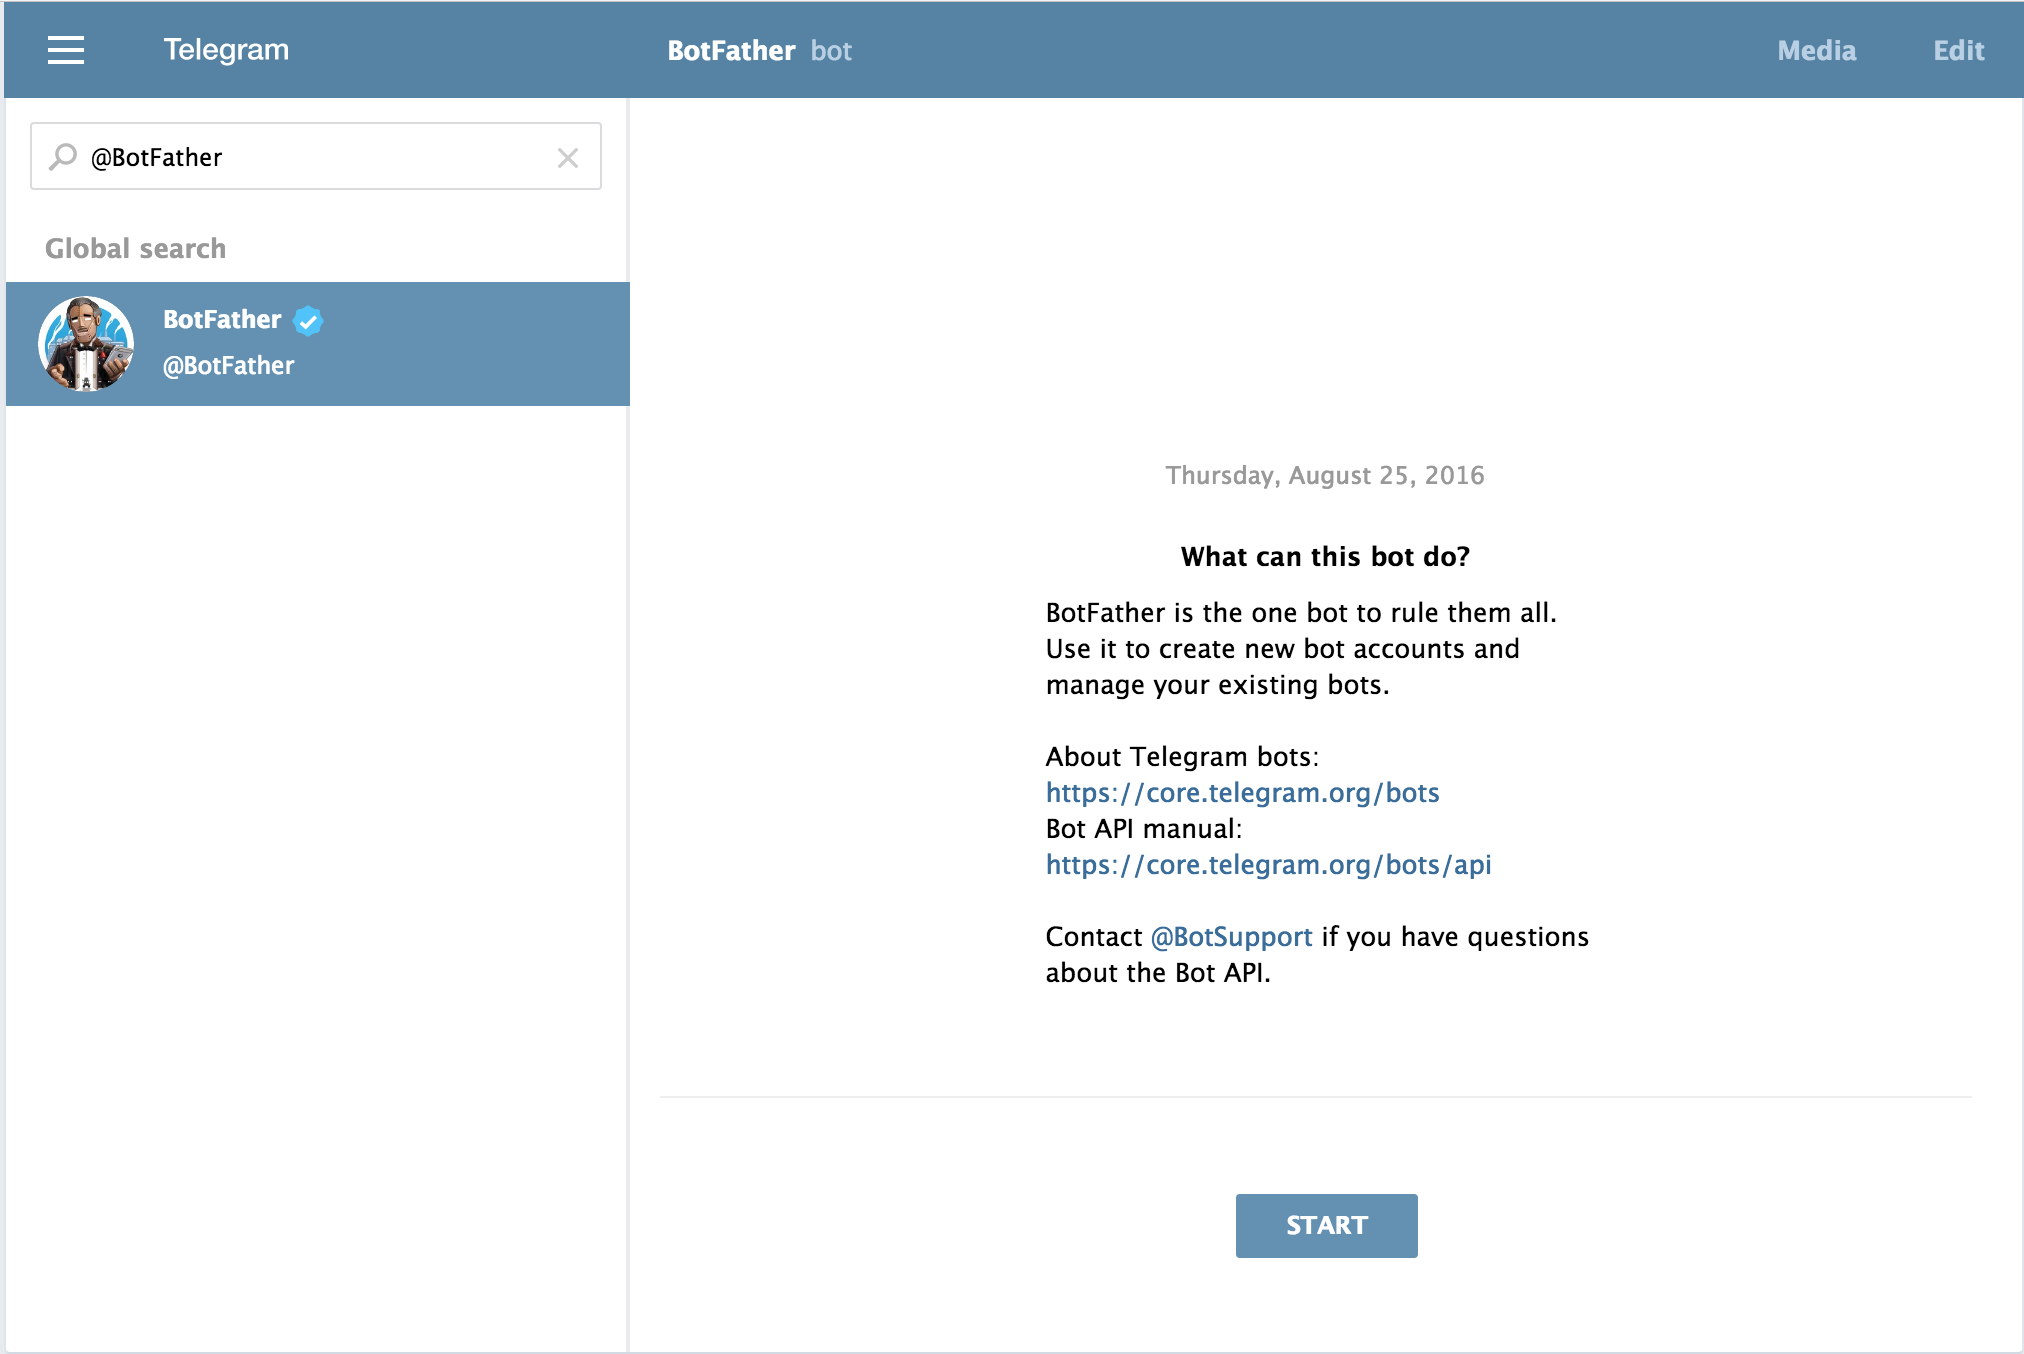 Telegram
BotFather bot
Media
Edit
@BotFather
Global search
BotFather
@BotFather
Thursday, August 25, 2016
What can this bot do?
BotFather is the one bot to rule them all.
Use it to create new bot accounts and
manage your existing bots.
About Telegram bots:
https://core.telegram.org/bots
Bot API manual:
https://core.telegram.org/bots/api
Contact @BotSupport if you have questions
about the Bot API.
START